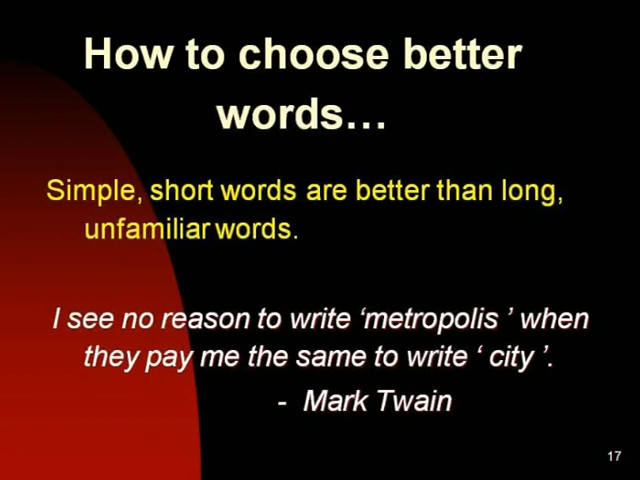 How to choose better
words…
Simple, short words are better than long,
unfamiliar words.
I see no reason to write ‘metropolis ’ when
they pay me the same to write ‘ city ’.
- Mark Twain
17